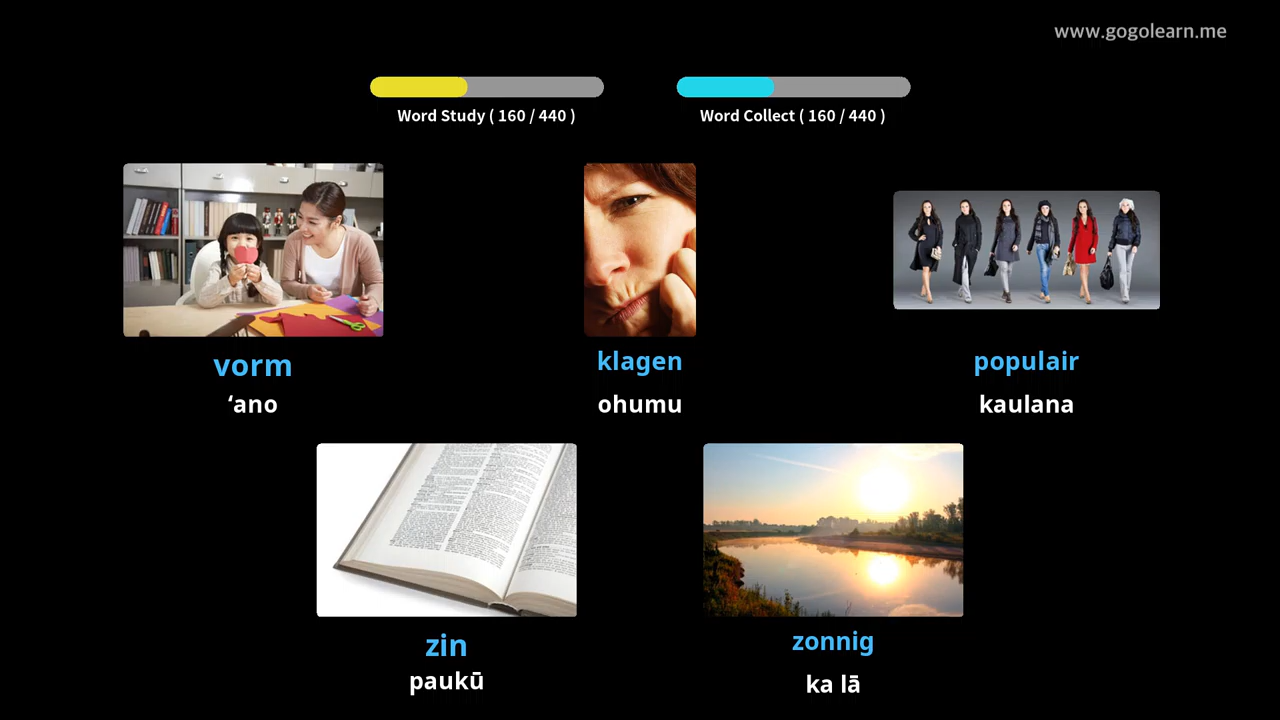 www.gogolearn.me
Word Study ( 160 / 440 )
Word Collect ( 160 / 440 )
vorm
klagen
populair
ʻano
ohumu
kaulana
zin
zonnig
paukū
ka lā